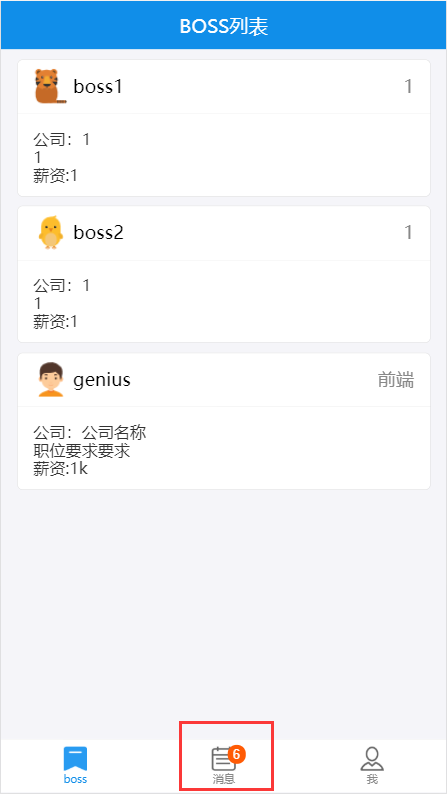 BOSS列表
boss1 1
公司：1
1
薪资:1
boss2 1
公司：1
1
薪资:1
genius 前端
公司：公司名称
职位要求要求
薪资:1k
6
boss 消息 我